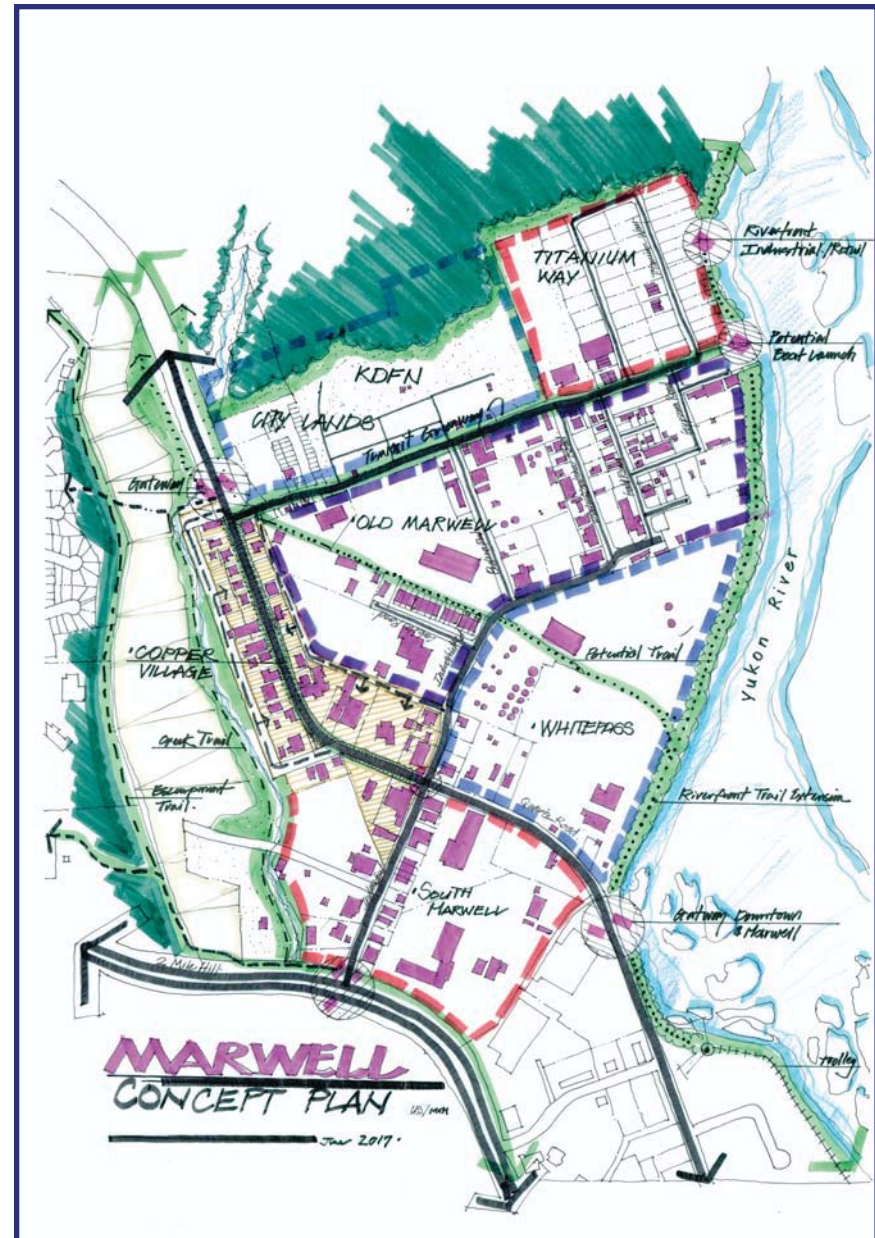 Riverfront
Industrial/Retail
TITANIUM
WAY
Potential
Boat Launch
KDFN
CITY LANDS
Transit Greenway?
Gateway
OLD MARWELL
Yukon River
COPPER
VILLAGE
Potential Trail
Creek Trail
WHITEPASS
Escarpment
Trail.
Riverfront Trail Extension
Quartz Road
SOUTH
MARWELL
Gateway Downtown
& Marwell
2 Mile Hill
trolley
MARWELL
CONCEPT PLAN
June 2017.